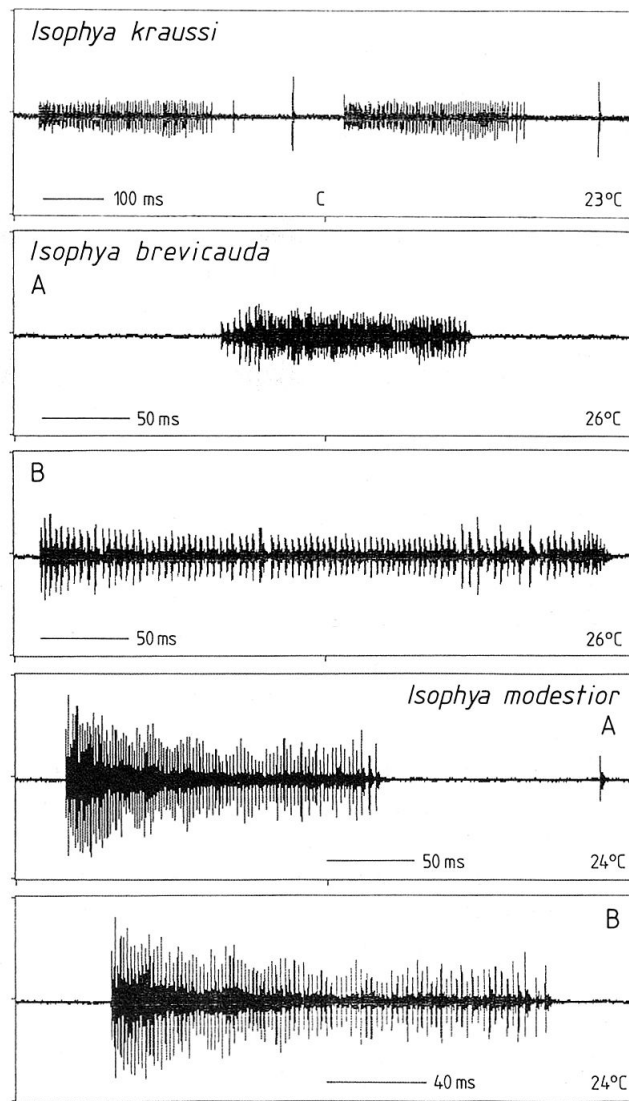 Isophya kraussi
100 ms C 23°C
Isophya brevicauda
A
50 ms 26°C
B
50 ms 26°C
Isophya modestior
A
50 ms 24°C
B
40 ms 24°C